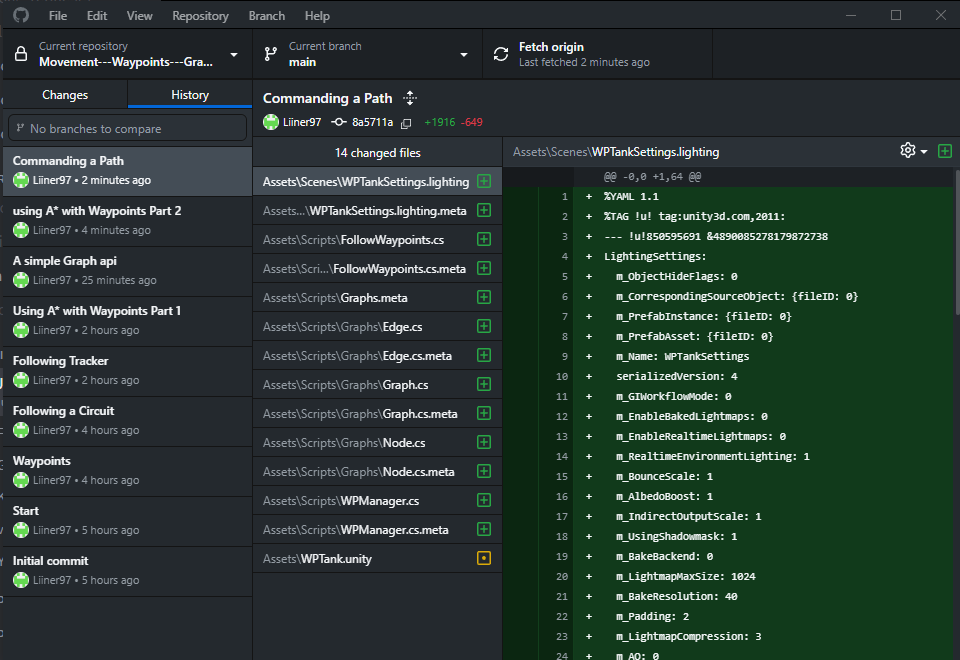 File Edit View Repository Branch Help
Current repository
Movement---Waypoints---Gra...
Current branch
main
Fetch origin
Last fetched 2 minutes ago
Changes
History
No branches to compare
Commanding a Path
Liiner97 • 2 minutes ago
using A* with Waypoints Part 2
Liiner97 • 4 minutes ago
A simple Graph api
Liiner97 • 25 minutes ago
Using A* with Waypoints Part 1
Liiner97 • 2 hours ago
Following Tracker
Liiner97 • 2 hours ago
Following a Circuit
Liiner97 • 4 hours ago
Waypoints
Liiner97 • 4 hours ago
Start
Liiner97 • 5 hours ago
Initial commit
Liiner97 • 5 hours ago
Commanding a Path
Liiner97 8a5711a +1916 -649
14 changed files
Assets\Scenes\WPTankSettings.lighting
Assets...\WPTankSettings.lighting.meta
Assets\Scripts\FollowWaypoints.cs
Assets\Scri...\FollowWaypoints.cs.meta
Assets\Scripts\Graphs.meta
Assets\Scripts\Graphs\Edge.cs
Assets\Scripts\Graphs\Edge.cs.meta
Assets\Scripts\Graphs\Graph.cs
Assets\Scripts\Graphs\Graph.cs.meta
Assets\Scripts\Graphs\Node.cs
Assets\Scripts\Graphs\Node.cs.meta
Assets\Scripts\WPManager.cs
Assets\Scripts\WPManager.cs.meta
Assets\WPTank.unity
Assets\Scenes\WPTankSettings.lighting
@@ -0,0 +1,64 @@
1 + %YAML 1.1
2 + %TAG !u! tag:unity3d.com,2011:
3 + --- !u!850595691 &4890085278179872738
4 + LightingSettings:
5 + m_ObjectHideFlags: 0
6 + m_CorrespondingSourceObject: {fileID: 0}
7 + m_PrefabInstance: {fileID: 0}
8 + m_PrefabAsset: {fileID: 0}
9 + m_Name: WPTankSettings
10 + serializedVersion: 4
11 + m_GIWorkflowMode: 0
12 + m_EnableBakedLightmaps: 0
13 + m_EnableRealtimeLightmaps: 0
14 + m_RealtimeEnvironmentLighting: 1
15 + m_BounceScale: 1
16 + m_AlbedoBoost: 1
17 + m_IndirectOutputScale: 1
18 + m_UsingShadowmask: 1
19 + m_BakeBackend: 0
20 + m_LightmapMaxSize: 1024
21 + m_BakeResolution: 40
22 + m_Padding: 2
23 + m_LightmapCompression: 3
24 + m_AO: 0